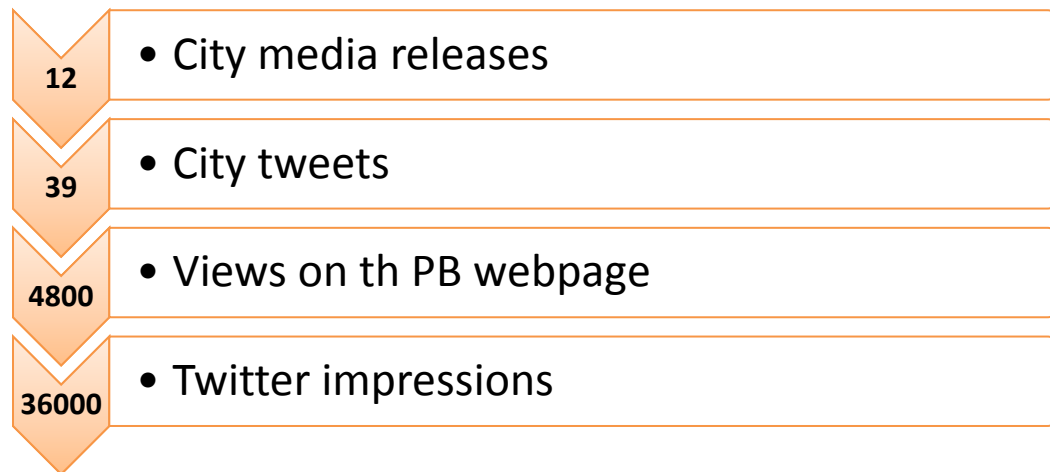 12
• City media releases
39
• City tweets
4800
• Views on th PB webpage
36000
• Twitter impressions